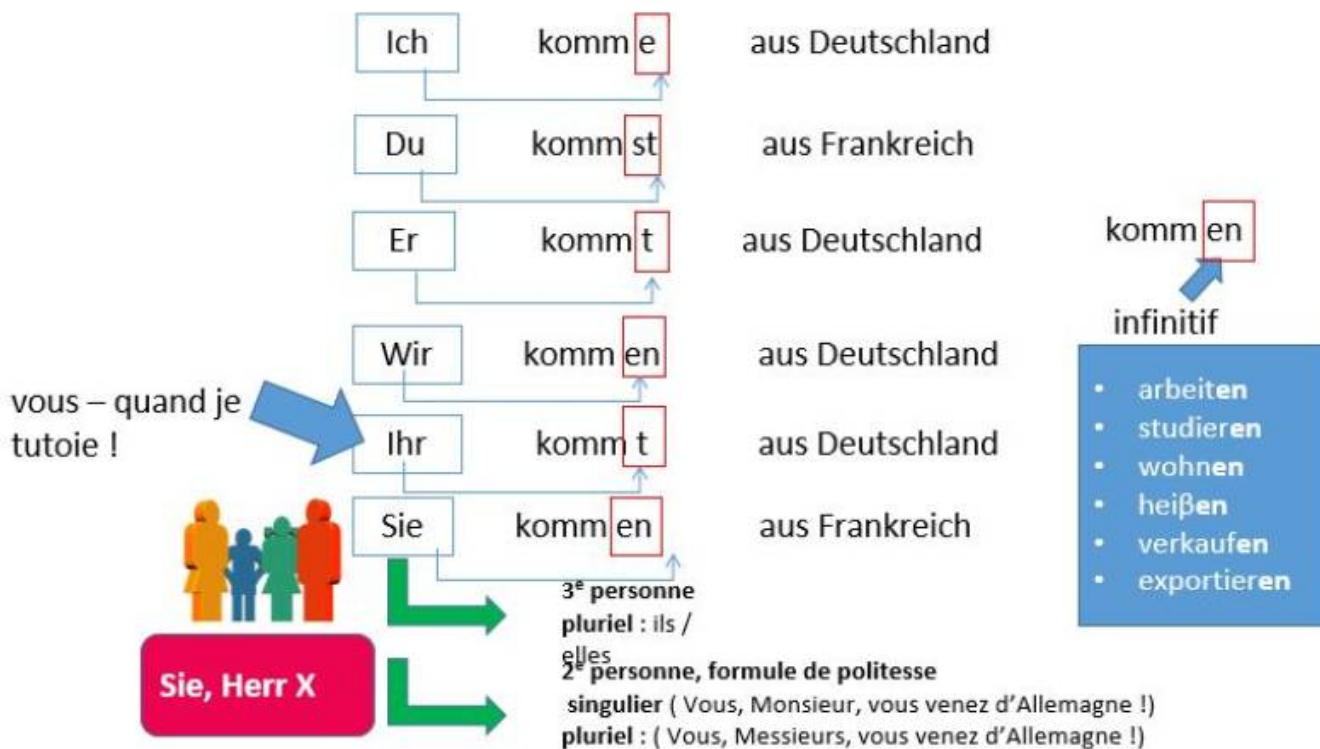 Ich komm e aus Deutschland
Du komm st aus Frankreich
Er komm t aus Deutschland
komm en
infinitif
Wir komm en aus Deutschland
vous – quand je
tutoie !
Ihr komm t aus Deutschland
Sie komm en aus Frankreich
• arbeiten
• studieren
• wohnen
• heiβen
• verkaufen
• exportieren
3e personne
pluriel : ils /
elles
Sie, Herr X
2e personne, formule de politesse
singulier ( Vous, Monsieur, vous venez d'Allemagne !)
pluriel : ( Vous, Messieurs, vous venez d'Allemagne !)